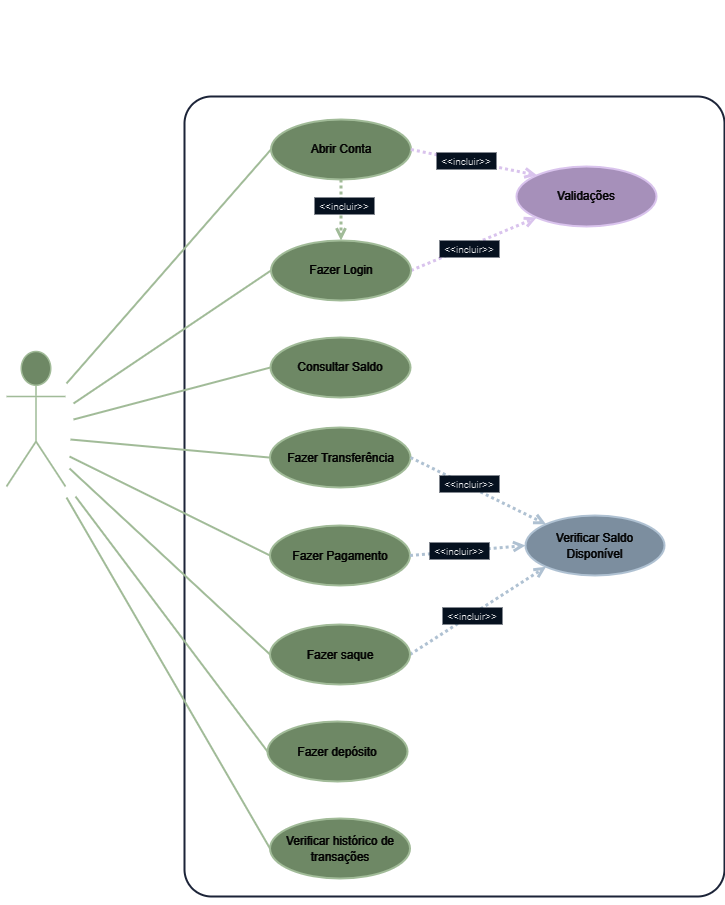 Abrir Conta
<<incluir>>
Validações
<<incluir>>
<<incluir>>
Fazer Login
Consultar Saldo
Fazer Transferência
<<incluir>>
Verificar Saldo
Disponível
Fazer Pagamento
<<incluir>>
<<incluir>>
Fazer saque
Fazer depósito
Verificar histórico de
transações